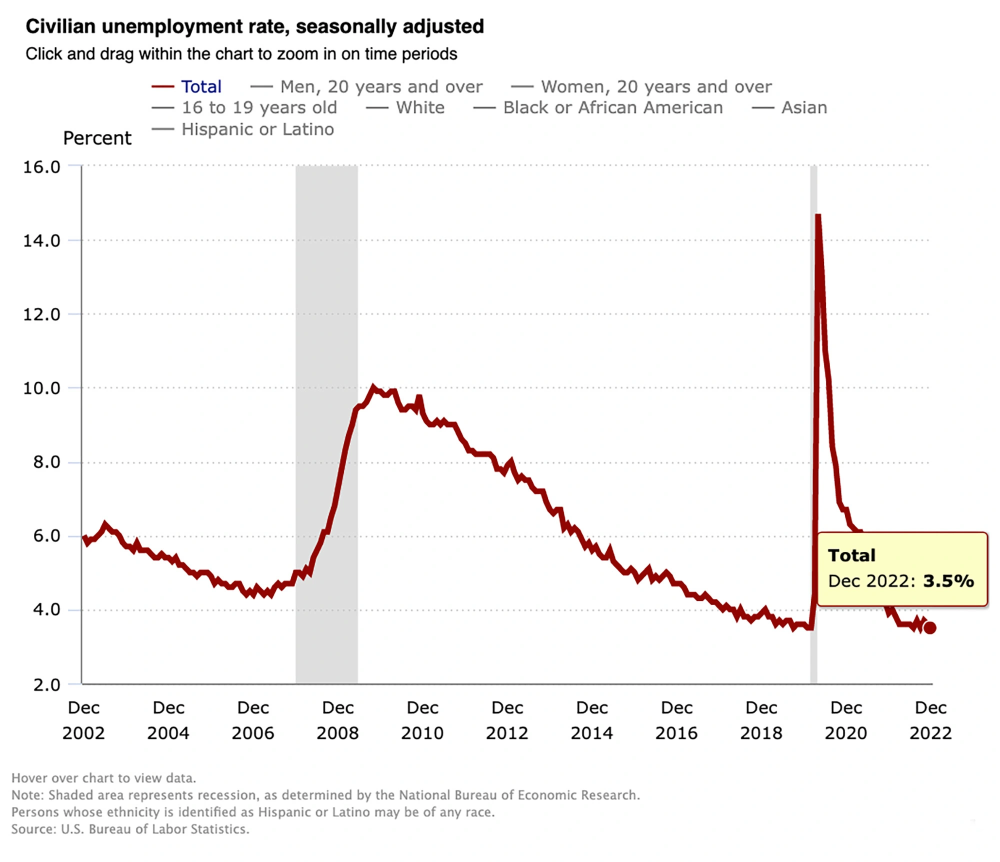 Civilian unemployment rate, seasonally adjusted
Click and drag within the chart to zoom in on time periods
Total Men, 20 years and over Women, 20 years and over
16 to 19 years old White Black or African American Asian
Hispanic or Latino
Percent
16.0
14.0
12.0
10.0
8.0
6.0
4.0
2.0
Total
Dec 2022: 3.5%
Dec Dec Dec Dec Dec Dec Dec Dec Dec Dec Dec
2002 2004 2006 2008 2010 2012 2014 2016 2018 2020 2022
Hover over chart to view data.
Note: Shaded area represents recession, as determined by the National Bureau of Economic Research.
Persons whose ethnicity is identified as Hispanic or Latino may be of any race.
Source: U.S. Bureau of Labor Statistics.